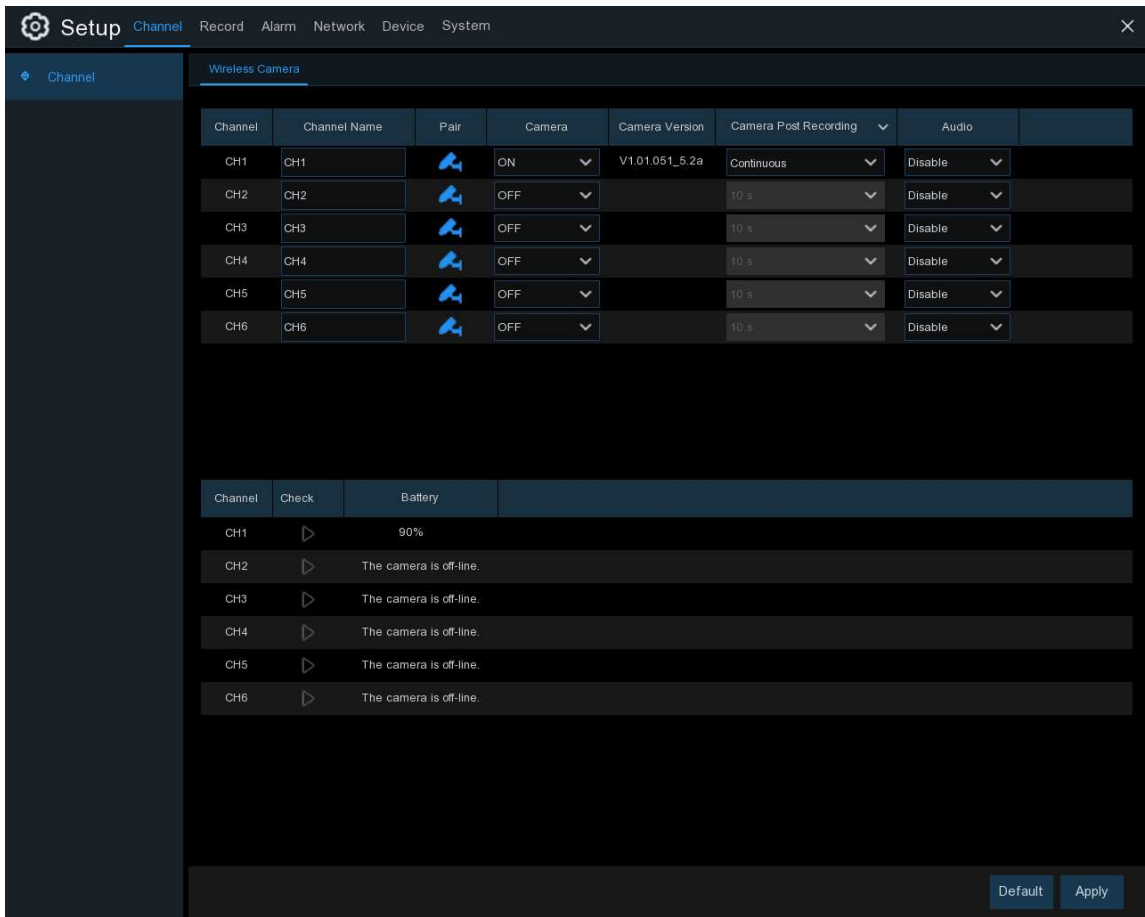 Setup Channel Record Alarm Network Device System
Channel
Wireless Camera
Channel Channel Name Pair Camera Camera Version Camera Post Recording Audio
CH1 CH1 ON V1.01.051_5.2a Continuous Disable
CH2 CH2 OFF 10 s Disable
CH3 CH3 OFF 10 s Disable
CH4 CH4 OFF 10 s Disable
CH5 CH5 OFF 10 s Disable
CH6 CH6 OFF 10 s Disable
Channel Check Battery
CH1 90%
CH2 The camera is off-line.
CH3 The camera is off-line.
CH4 The camera is off-line.
CH5 The camera is off-line.
CH6 The camera is off-line.
Default Apply